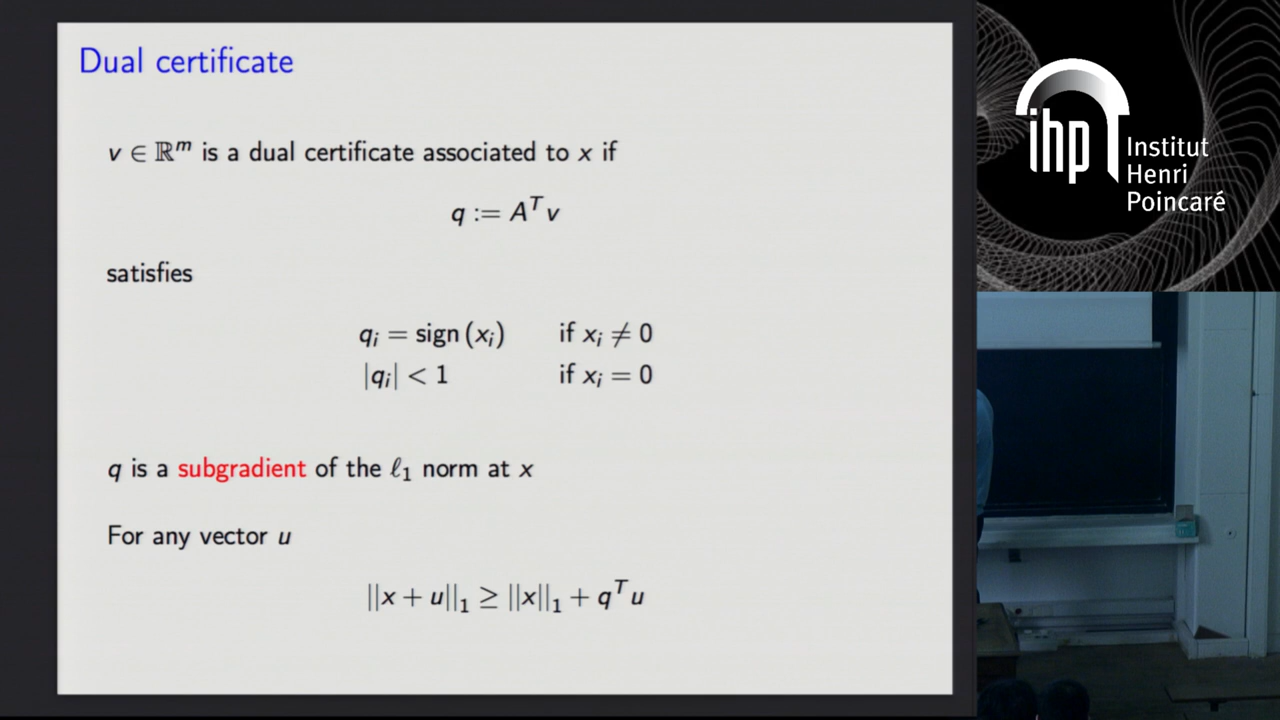 Dual certificate
v ∈ ℝᵐ is a dual certificate associated to x if
q := Aᵀv
satisfies
qᵢ = sign (xᵢ) if xᵢ ≠ 0
|qᵢ| < 1 if xᵢ = 0
q is a subgradient of the ℓ₁ norm at x
For any vector u
||x + u||₁ ≥ ||x||₁ + qᵀu
ihp
Institut
Henri
Poincaré